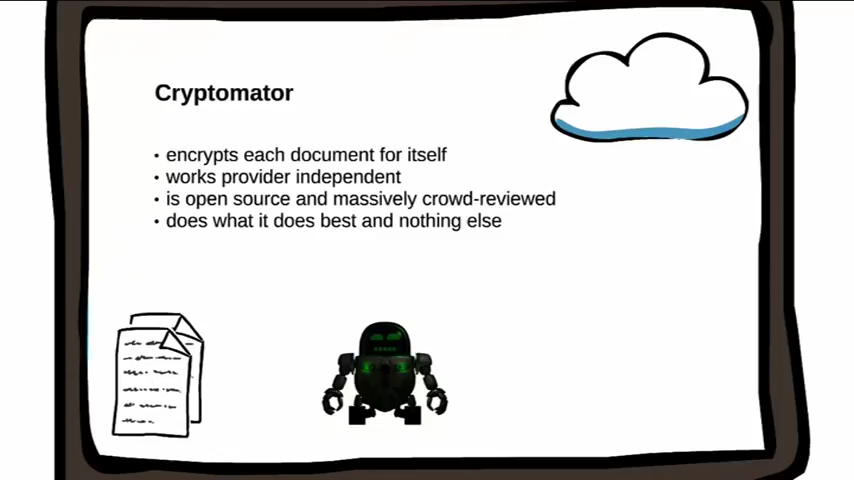 Cryptomator
• encrypts each document for itself
• works provider independent
• is open source and massively crowd-reviewed
• does what it does best and nothing else